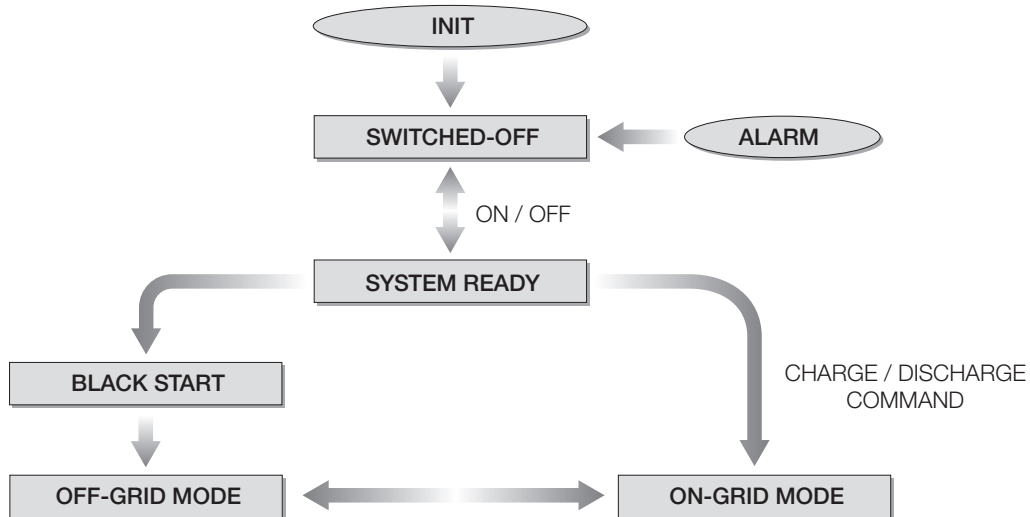 INIT
SWITCHED-OFF
ALARM
ON / OFF
SYSTEM READY
BLACK START
CHARGE / DISCHARGE
COMMAND
OFF-GRID MODE
ON-GRID MODE